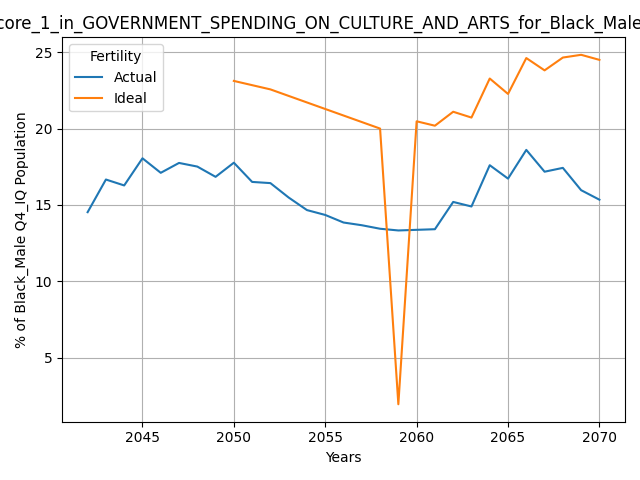 core_1_in_GOVERNMENT_SPENDING_ON_CULTURE_AND_ARTS_for_Black_Male
25
20
15
10
5
% of Black_Male Q4_IQ Population
Fertility
Actual
Ideal
2045 2050 2055 2060 2065 2070
Years